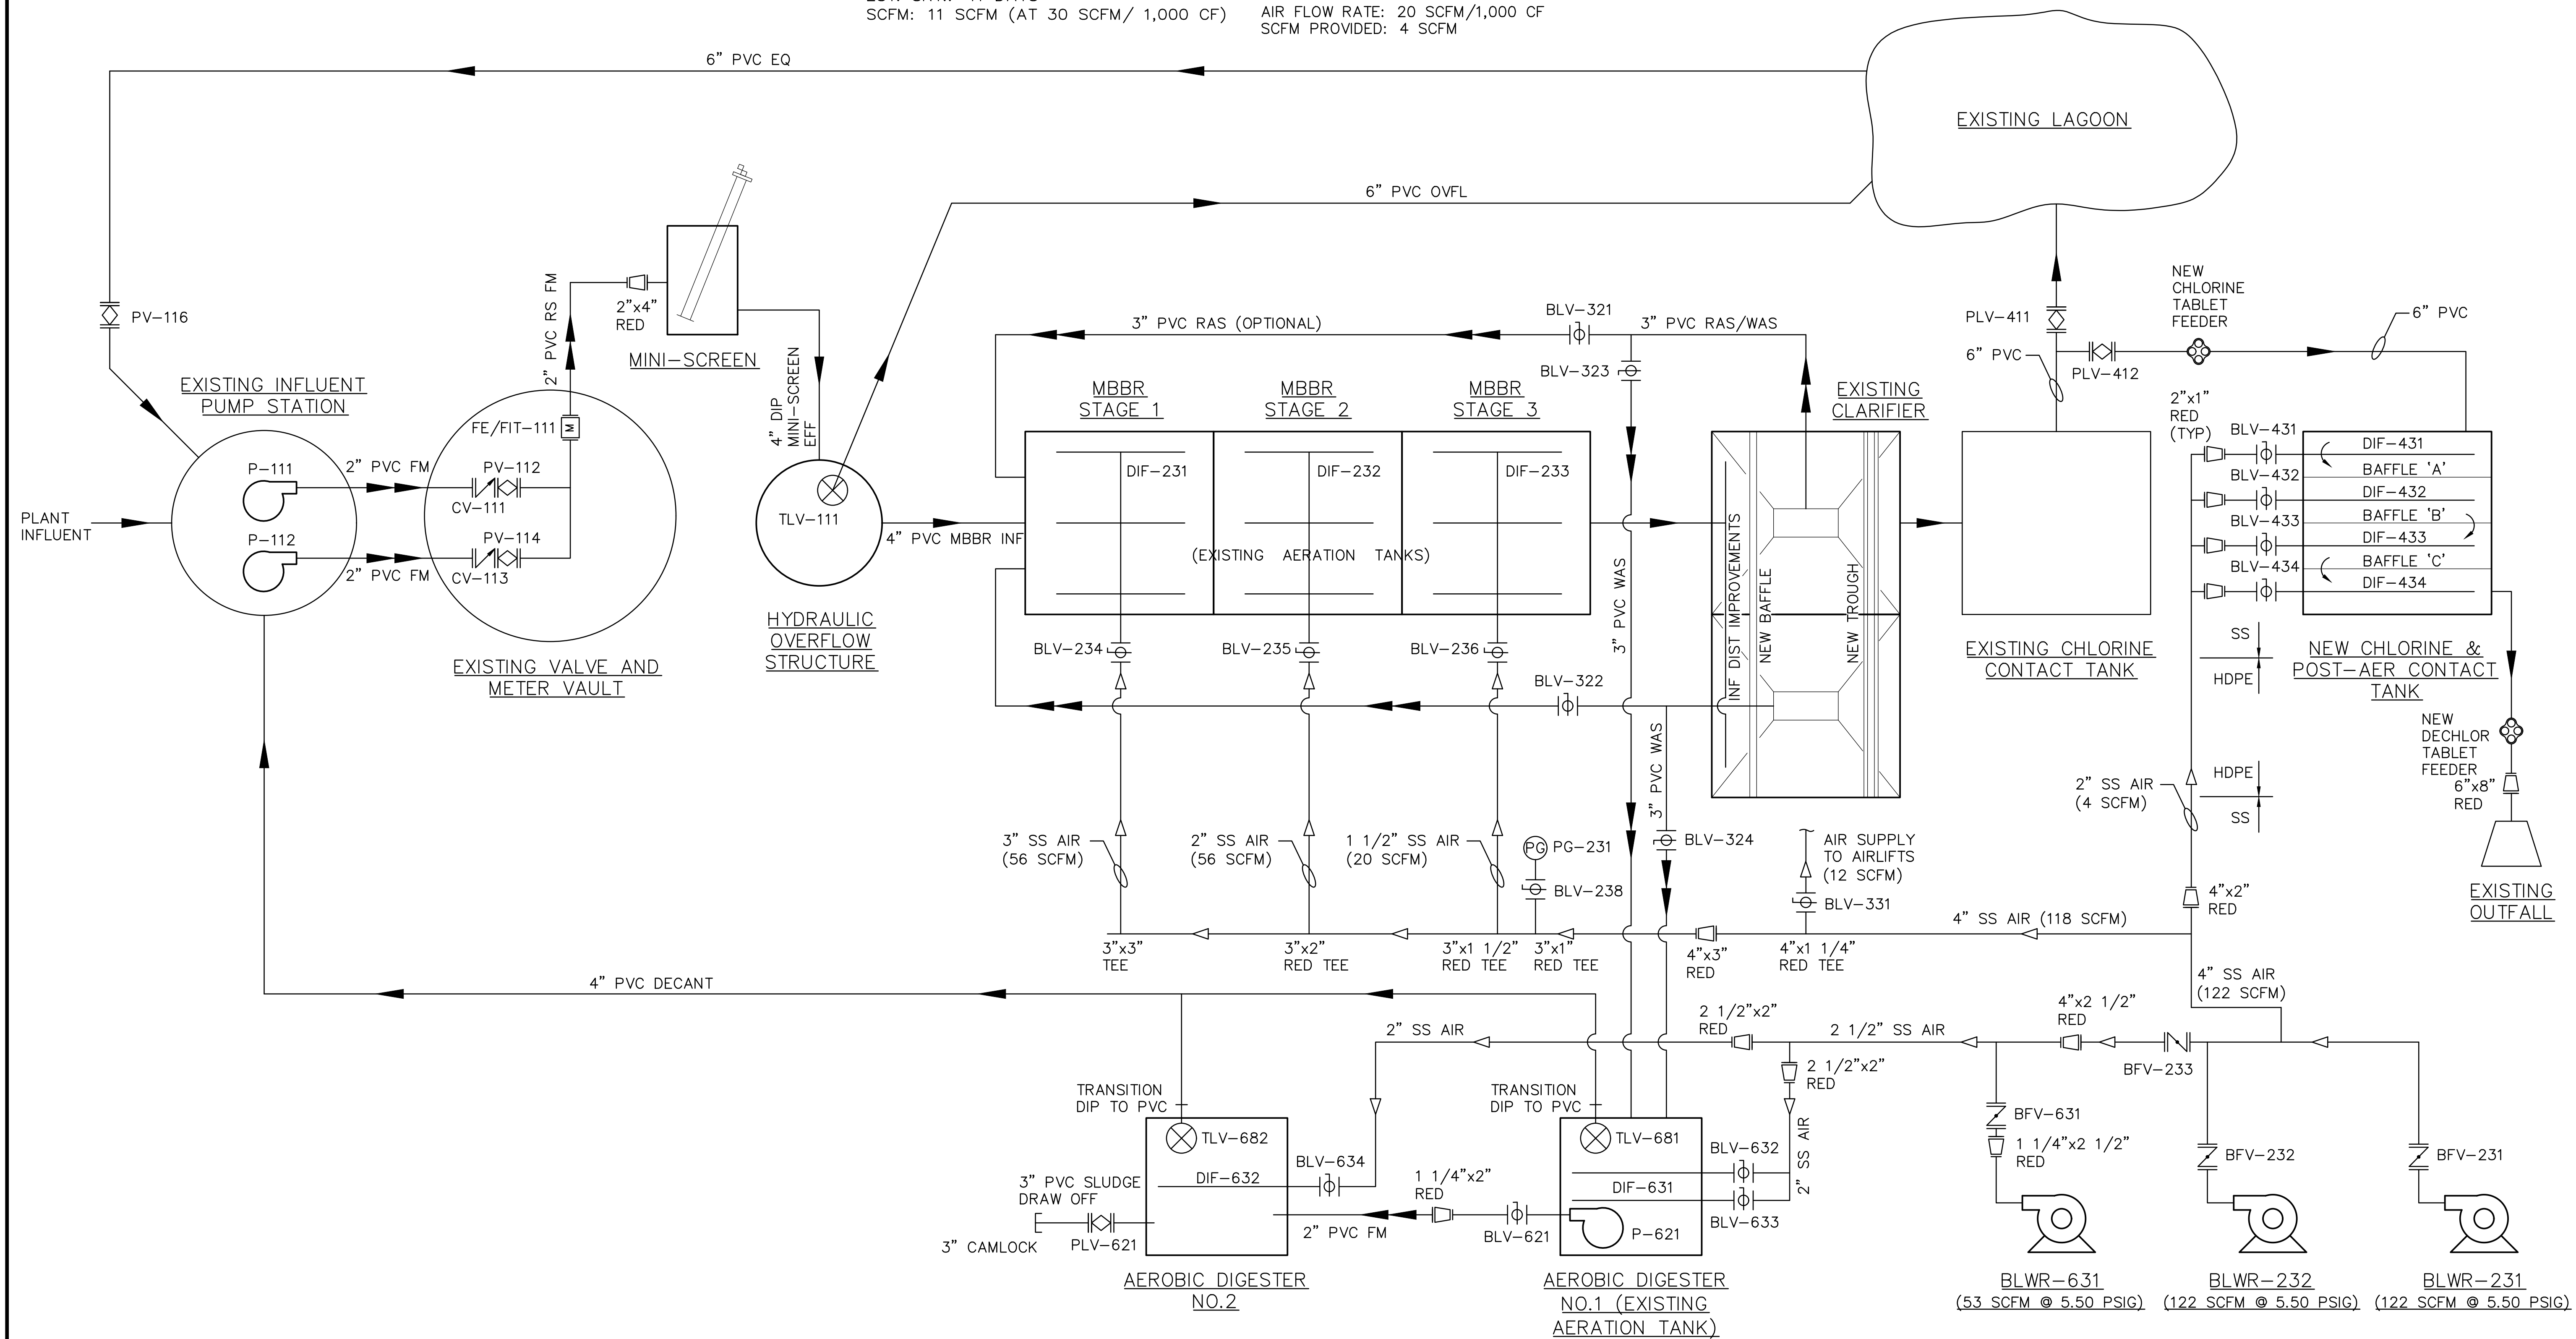 SCFM: 11 SCFM (AT 30 SCFM/ 1,000 CF)
AIR FLOW RATE: 20 SCFM/1,000 CF
SCFM PROVIDED: 4 SCFM
6" PVC EQ
EXISTING LAGOON
6" PVC OVFL
PV-116
2" PVC RS FM
2"x4"
RED
MINI-SCREEN
4" DIP
MINI-SCREEN
EFF
EXISTING INFLUENT
PUMP STATION
P-111
P-112
PLANT
INFLUENT
2" PVC FM
2" PVC FM
FE/FIT-111
M
PV-112
CV-111
PV-114
CV-113
EXISTING VALVE AND
METER VAULT
TLV-111
4" PVC MBBR INF
HYDRAULIC
OVERFLOW
STRUCTURE
3" PVC RAS (OPTIONAL)
BLV-321
3" PVC RAS/WAS
BLV-323
MBBR
STAGE 1
MBBR
STAGE 2
MBBR
STAGE 3
DIF-231
DIF-232
DIF-233
(EXISTING AERATION TANKS)
BLV-234
BLV-235
BLV-236
BLV-322
3" PVC WAS
3" PVC WAS
EXISTING
CLARIFIER
INF DIST IMPROVEMENTS
NEW BAFFLE
NEW TROUGH
PLV-411
6" PVC
PLV-412
NEW
CHLORINE
TABLET
FEEDER
6" PVC
EXISTING CHLORINE
CONTACT TANK
2"x1"
RED
(TYP)
BLV-431
BLV-432
BLV-433
BLV-434
DIF-431
BAFFLE 'A'
DIF-432
BAFFLE 'B'
DIF-433
BAFFLE 'C'
DIF-434
NEW CHLORINE &
POST-AER CONTACT
TANK
SS
HDPE
HDPE
SS
NEW
DECHLOR
TABLET
FEEDER
6"x8"
RED
EXISTING
OUTFALL
2" SS AIR
(4 SCFM)
4"x2"
RED
3" SS AIR
(56 SCFM)
2" SS AIR
(56 SCFM)
1 1/2" SS AIR
(20 SCFM)
PG
PG-231
BLV-238
BLV-324
AIR SUPPLY
TO AIRLIFTS
(12 SCFM)
BLV-331
4" SS AIR (118 SCFM)
3"x3"
TEE
3"x2"
RED TEE
3"x1 1/2"
RED TEE
3"x1"
RED TEE
4"x3"
RED
4"x1 1/4"
RED TEE
4" SS AIR
(122 SCFM)
4" PVC DECANT
2" SS AIR
2 1/2"x2"
RED
2 1/2" SS AIR
4"x2 1/2"
RED
BFV-233
2 1/2"x2"
RED
2" SS AIR
TRANSITION
DIP TO PVC
TRANSITION
DIP TO PVC
TLV-682
DIF-632
BLV-634
3" PVC SLUDGE
DRAW OFF
3" CAMLOCK
PLV-621
AEROBIC DIGESTER
NO.2
1 1/4"x2"
RED
2" PVC FM
BLV-621
TLV-681
DIF-631
P-621
BLV-632
BLV-633
AEROBIC DIGESTER
NO.1 (EXISTING
AERATION TANK)
BFV-631
1 1/4"x2 1/2"
RED
BFV-232
BFV-231
BLWR-631
(53 SCFM @ 5.50 PSIG)
BLWR-232
(122 SCFM @ 5.50 PSIG)
BLWR-231
(122 SCFM @ 5.50 PSIG)